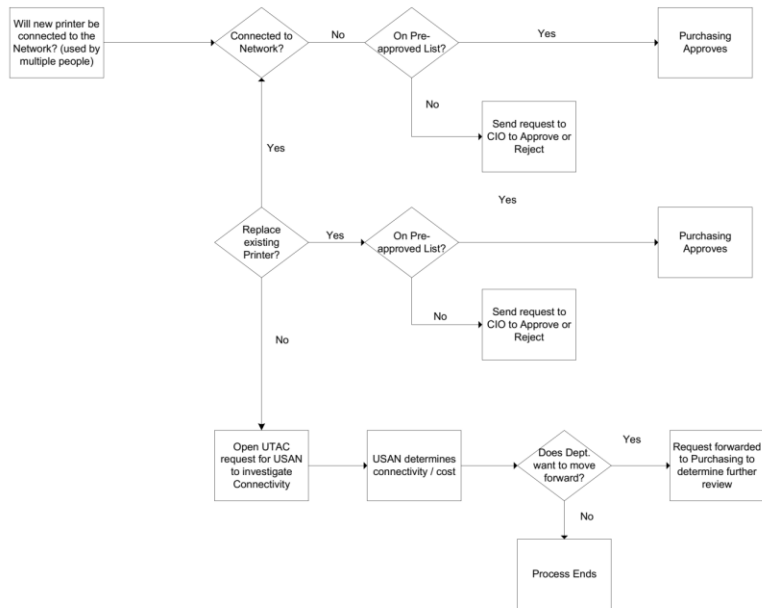 Will new printer be
connected to the
Network? (used by
multiple people)
Connected to
Network?
No
On Pre-
approved List?
Yes
Purchasing
Approves
No
Send request to
CIO to Approve or
Reject
Yes
Replace
existing
Printer?
Yes
On Pre-
approved List?
Yes
Purchasing
Approves
No
Send request to
CIO to Approve or
Reject
No
Open UTAC
request for USAN
to investigate
Connectivity
USAN determines
connectivity / cost
Does Dept.
want to move
forward?
Yes
Request forwarded
to Purchasing to
determine further
review
No
Process Ends